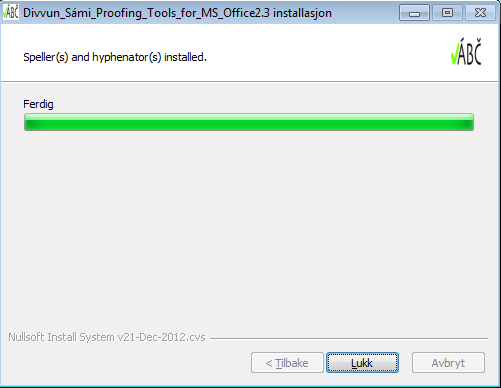 Divvun_Sámi_Proofing_Tools_for_MS_Office2.3 installasjon
Speller(s) and hyphenator(s) installed.
ÁBČ
Ferdig
Nullsoft Install System v21-Dec-2012.cvs
< Tilbake Lukk Avbryt